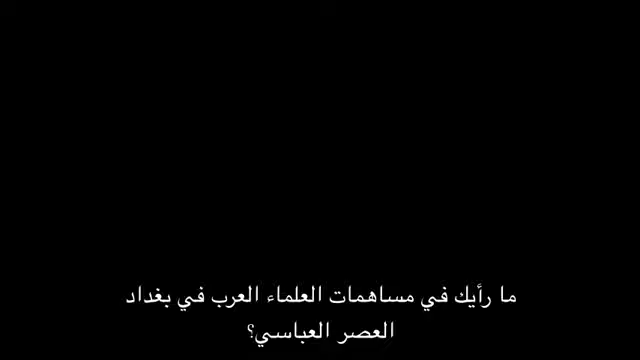 ما رأيك في مساهمات العلماء العرب في بغداد
العصر العباسي؟